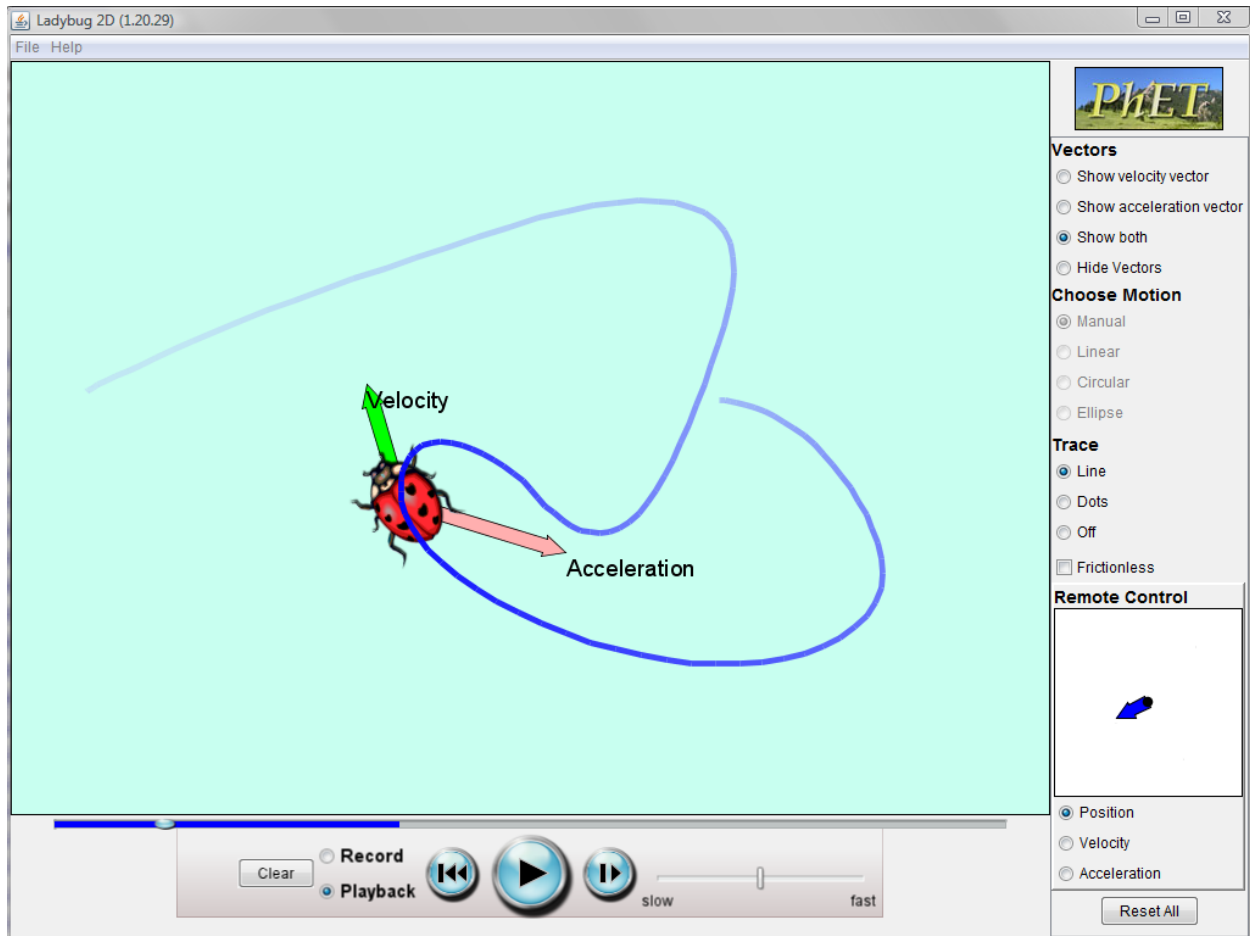 Ladybug 2D (1.20.29)
File Help
PhET
Vectors
Show velocity vector
Show acceleration vector
Show both
Hide Vectors
Choose Motion
Manual
Linear
Circular
Ellipse
Trace
Line
Dots
Off
Frictionless
Remote Control
Position
Velocity
Acceleration
Reset All
Velocity
Acceleration
Clear
Record
Playback
slow
fast